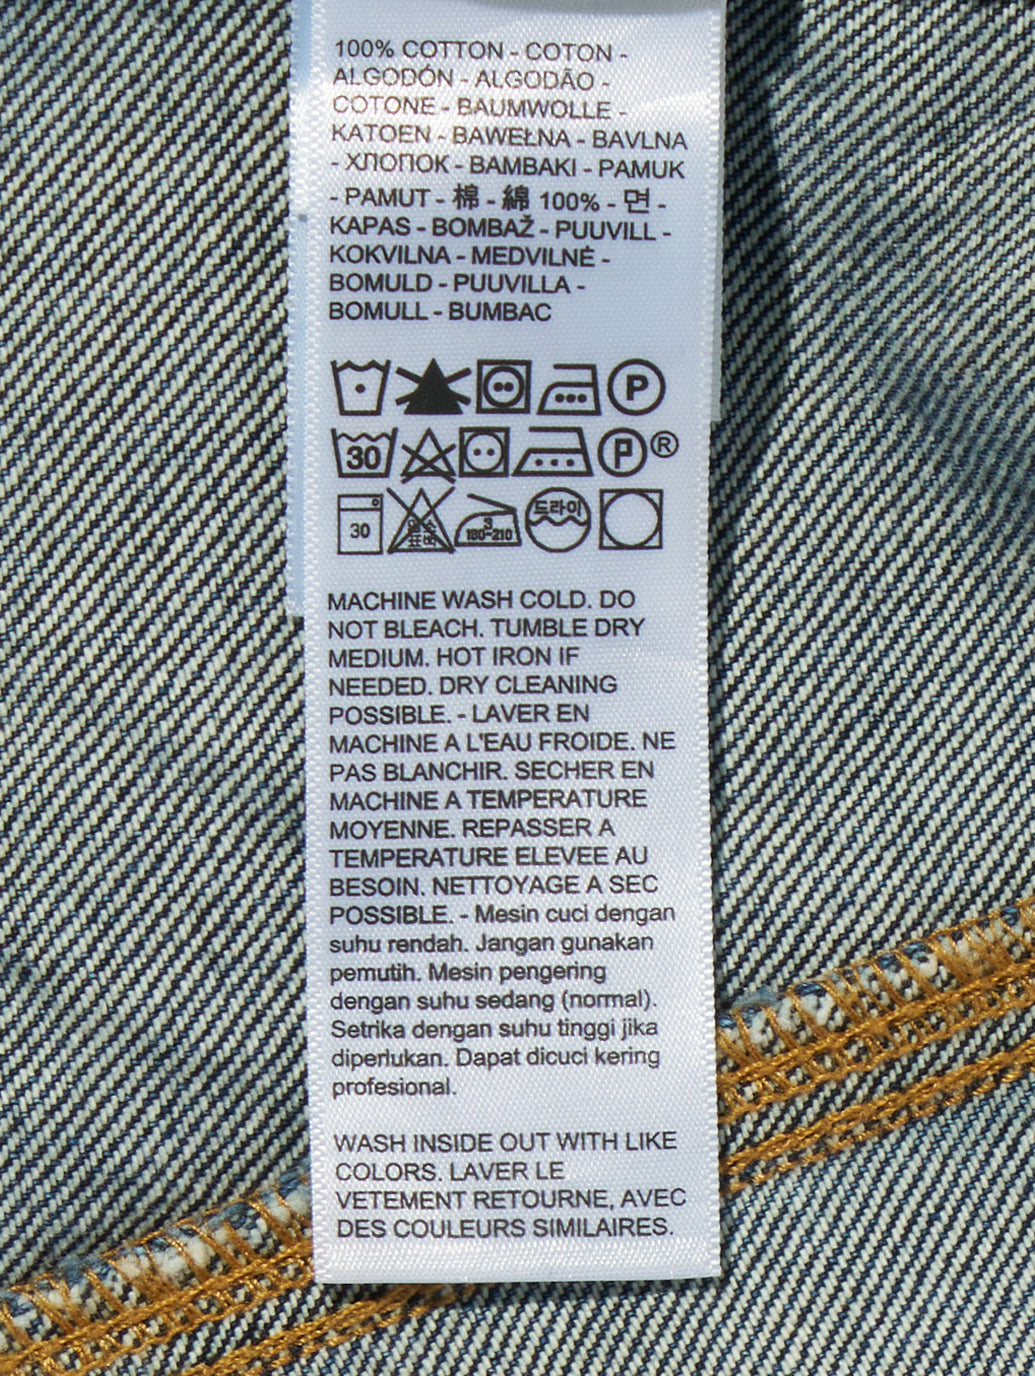 100% COTTON - COTON -
ALGODÓN - ALGODÃO -
COTONE - BAUMWOLLE -
KATOEN - BAWEŁNA - BAVLNA
- ХЛОПОК - BAMBAKI - PAMUK
- PAMUT - 棉 - 綿 100% - 면 -
KAPAS - BOMBAŽ - PUUVILL -
KOKVILNA - MEDVILNĖ -
BOMULD - PUUVILLA -
BOMULL - BUMBAC
P
30 P®
30 3 180-210 드라이
MACHINE WASH COLD. DO
NOT BLEACH. TUMBLE DRY
MEDIUM. HOT IRON IF
NEEDED. DRY CLEANING
POSSIBLE. - LAVER EN
MACHINE A L'EAU FROIDE. NE
PAS BLANCHIR. SECHER EN
MACHINE A TEMPERATURE
MOYENNE. REPASSER A
TEMPERATURE ELEVEE AU
BESOIN. NETTOYAGE A SEC
POSSIBLE. - Mesin cuci dengan
suhu rendah. Jangan gunakan
pemutih. Mesin pengering
dengan suhu sedang (normal).
Setrika dengan suhu tinggi jika
diperlukan. Dapat dicuci kering
profesional.
WASH INSIDE OUT WITH LIKE
COLORS. LAVER LE
VETEMENT RETOURNE, AVEC
DES COULEURS SIMILAIRES.